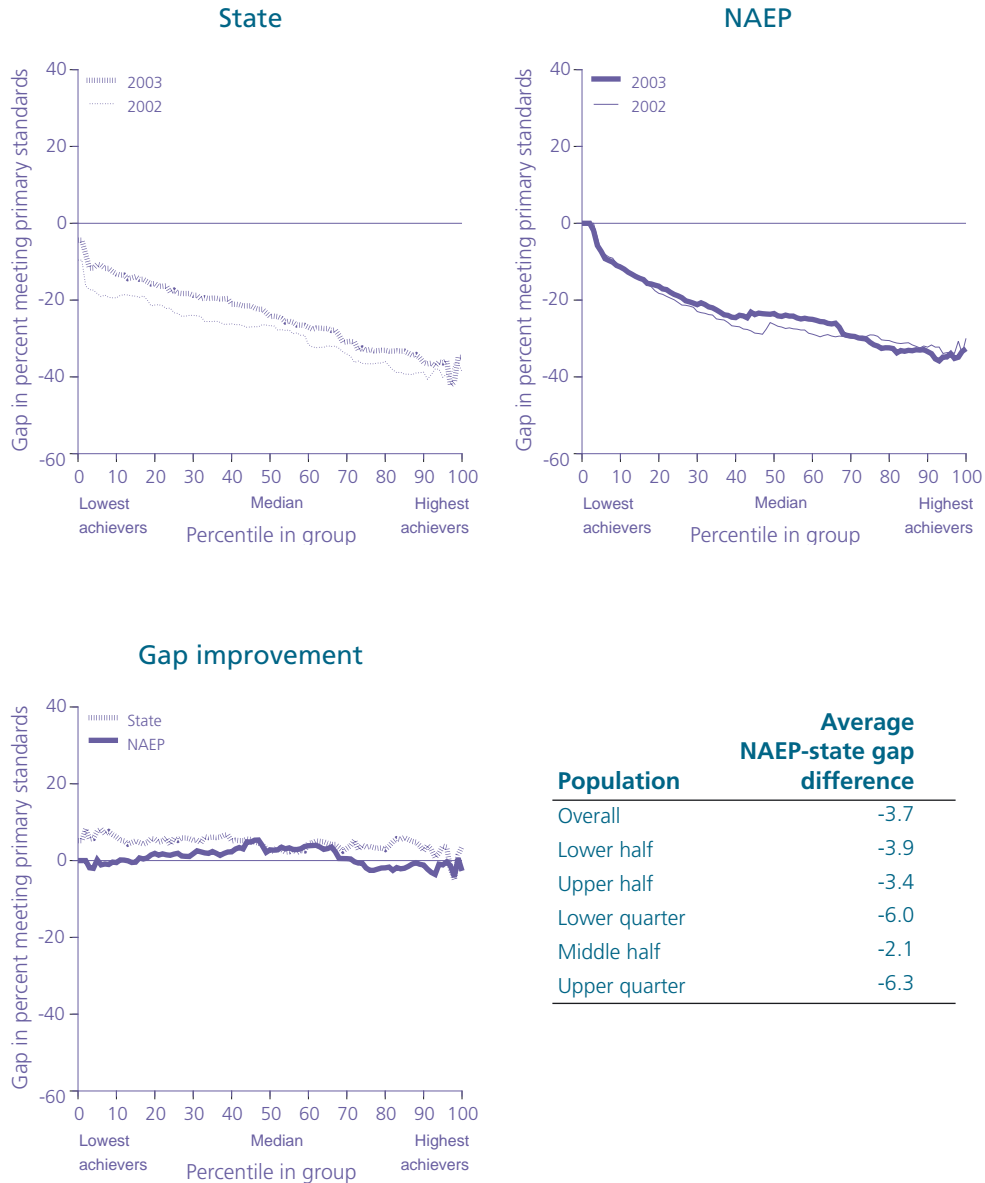 State
Gap in percent meeting primary standards
40
20
0
-20
-40
-60
2003
2002
0 10 20 30 40 50 60 70 80 90 100
Lowest achievers
Median
Highest achievers
Percentile in group
NAEP
Gap in percent meeting primary standards
40
20
0
-20
-40
-60
2003
2002
0 10 20 30 40 50 60 70 80 90 100
Lowest achievers
Median
Highest achievers
Percentile in group
Gap improvement
Gap in percent meeting primary standards
40
20
0
-20
-40
-60
State
NAEP
0 10 20 30 40 50 60 70 80 90 100
Lowest achievers
Median
Highest achievers
Percentile in group
Average
NAEP-state gap
Population difference
Overall -3.7
Lower half -3.9
Upper half -3.4
Lower quarter -6.0
Middle half -2.1
Upper quarter -6.3